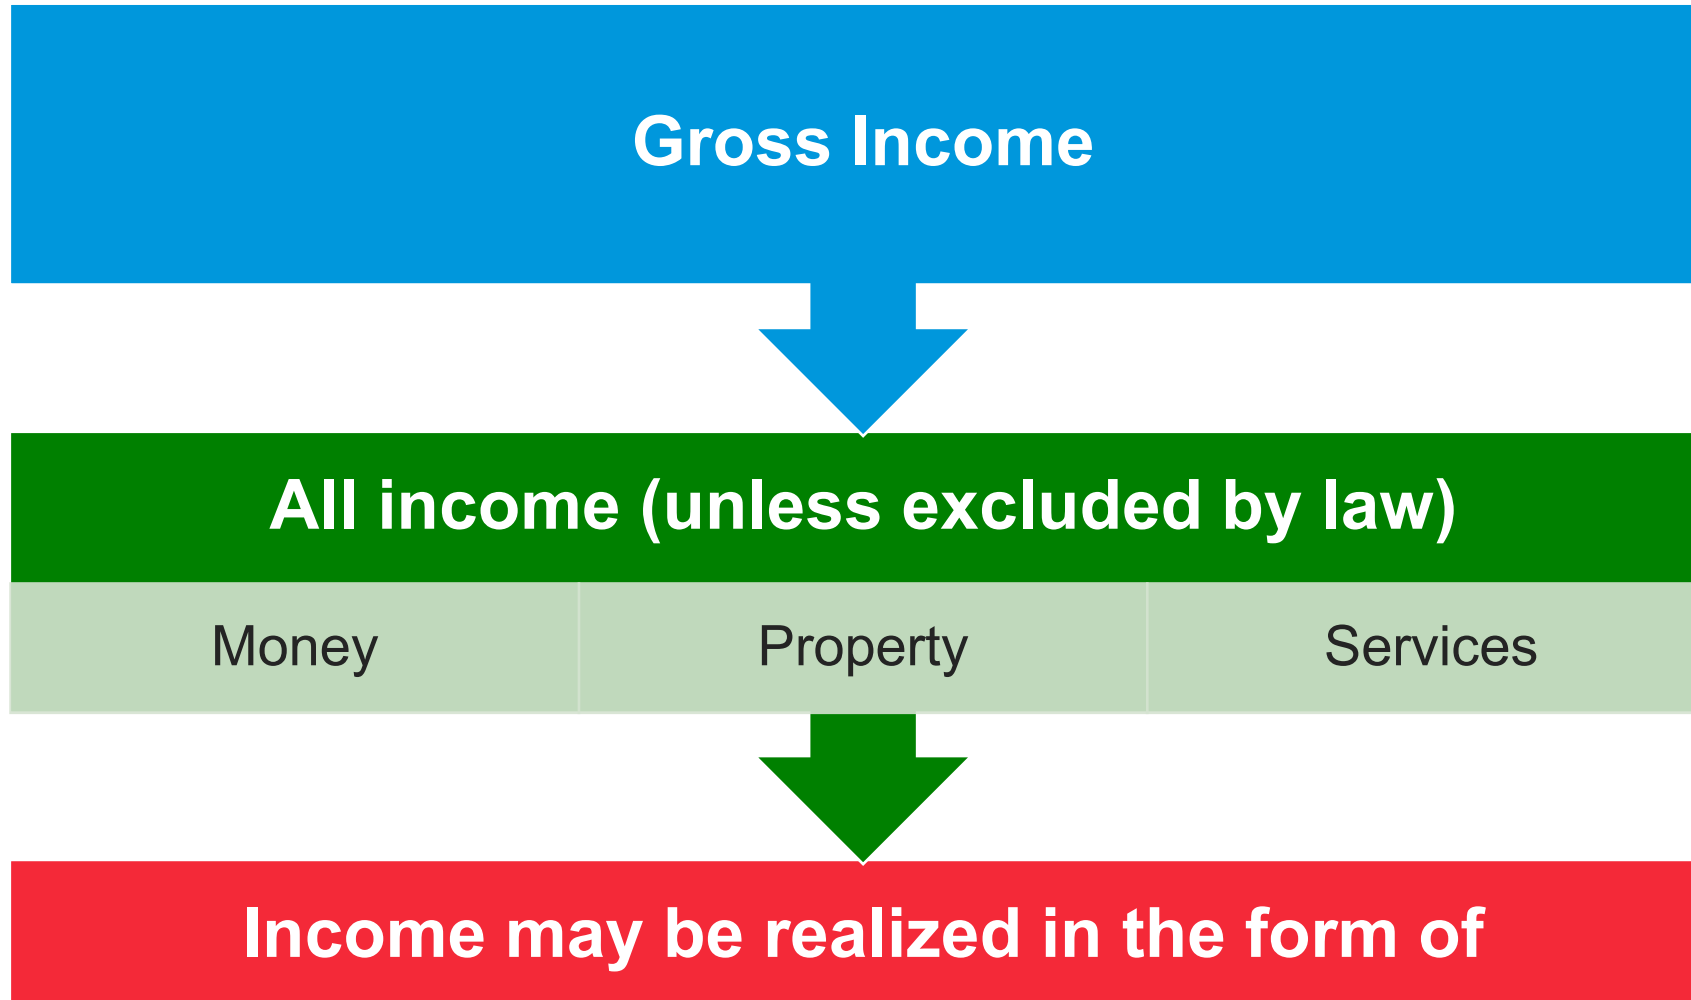 Gross Income
All income (unless excluded by law)
Money Property Services
Income may be realized in the form of